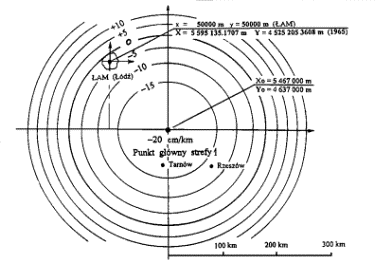 +10
+5
0
-5
-10
-15
x = 50000 m y = 50000 m (ŁAM)
X = 5 595 135.1707 m Y = 4 525 205 3608 m (1965)
ŁAM (Łódź)
Xo = 5 467 000 m
Yo = 4 637 000 m
-20 cm/km
Punkt główny strefy 1
Tarnów
Rzeszów
100 km
200 km
300 km